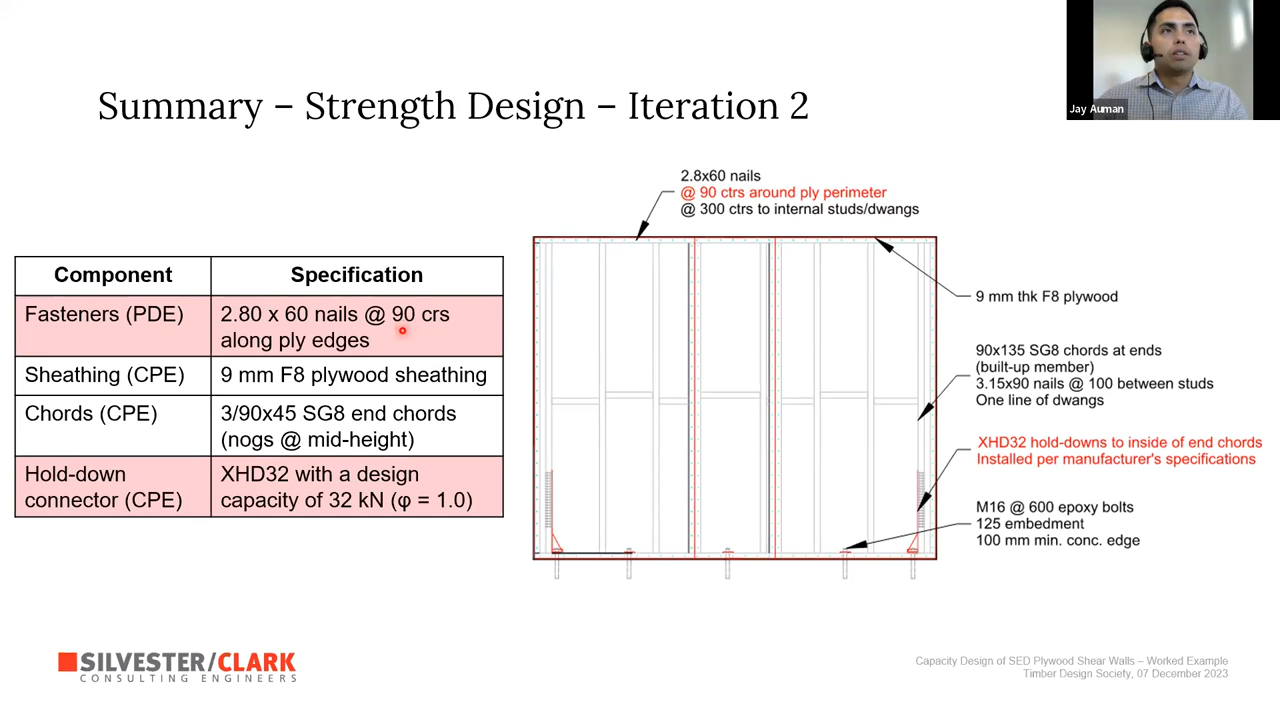 Jay Auman
Summary – Strength Design – Iteration 2
2.8x60 nails
@ 90 ctrs around ply perimeter
@ 300 ctrs to internal studs/dwangs
Component Specification
Fasteners (PDE) 2.80 x 60 nails @ 90 crs
along ply edges
Sheathing (CPE) 9 mm F8 plywood sheathing
Chords (CPE) 3/90x45 SG8 end chords
(nogs @ mid-height)
Hold-down XHD32 with a design
connector (CPE) capacity of 32 kN (φ = 1.0)
9 mm thk F8 plywood
90x135 SG8 chords at ends
(built-up member)
3.15x90 nails @ 100 between studs
One line of dwangs
XHD32 hold-downs to inside of end chords
Installed per manufacturer's specifications
M16 @ 600 epoxy bolts
125 embedment
100 mm min. conc. edge
SILVESTER/CLARK
CONSULTING ENGINEERS
Capacity Design of SED Plywood Shear Walls – Worked Example
Timber Design Society, 07 December 2023